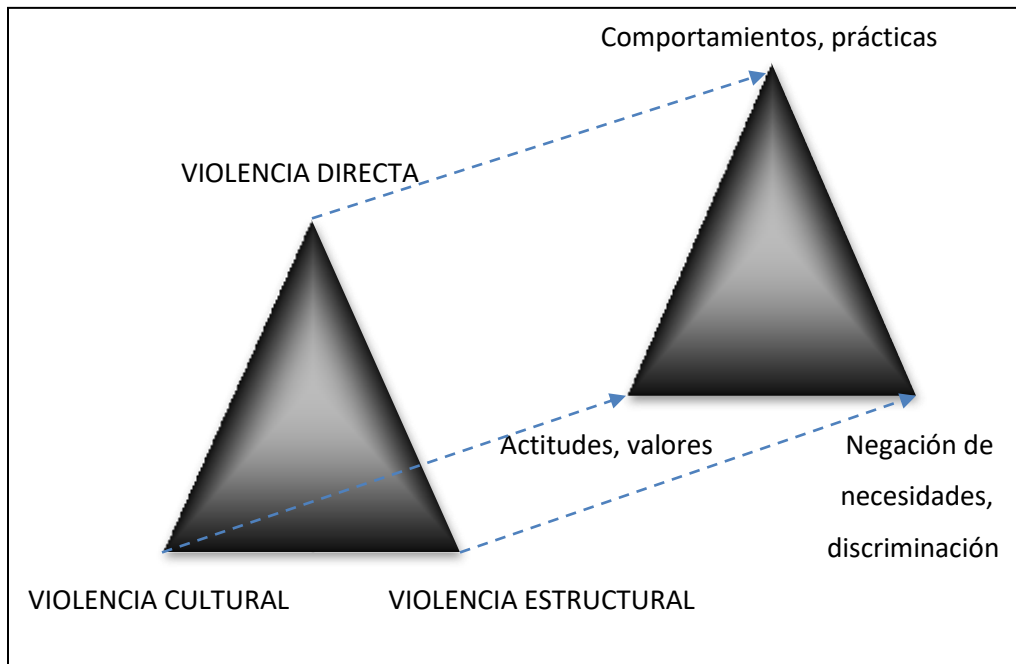 Comportamientos, prácticas
VIOLENCIA DIRECTA
Actitudes, valores
Negación de
necesidades,
discriminación
VIOLENCIA CULTURAL
VIOLENCIA ESTRUCTURAL